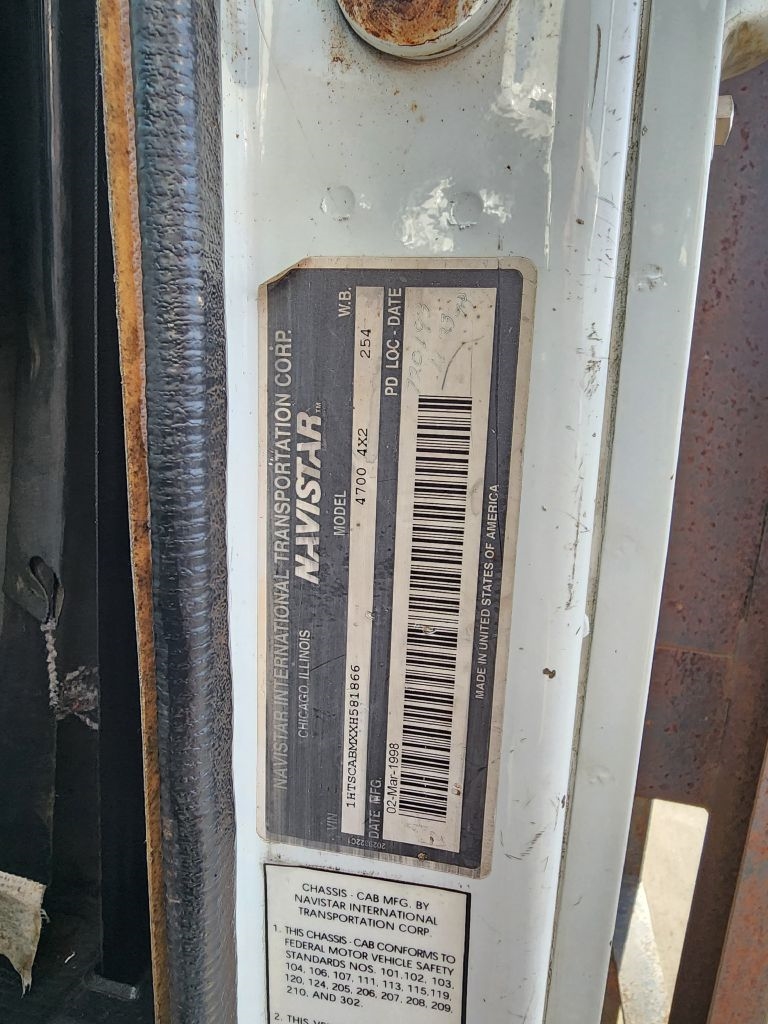 NAVISTAR INTERNATIONAL TRANSPORTATION CORP.
CHICAGO ILLINOIS
NAVISTAR™
VIN MODEL W.B.
1HTSCABMXXH581866 4700 4X2 254
DATE MFG. PD LOC - DATE
02-Mar-1998
MADE IN UNITED STATES OF AMERICA
CHASSIS - CAB MFG. BY
NAVISTAR INTERNATIONAL
TRANSPORTATION CORP.
1. THIS CHASSIS - CAB CONFORMS TO
FEDERAL MOTOR VEHICLE SAFETY
STANDARDS NOS. 101, 102, 103,
104, 106, 107, 111, 113, 115, 119,
120, 124, 205, 206, 207, 208, 209,
210, AND 302.
2. THIS